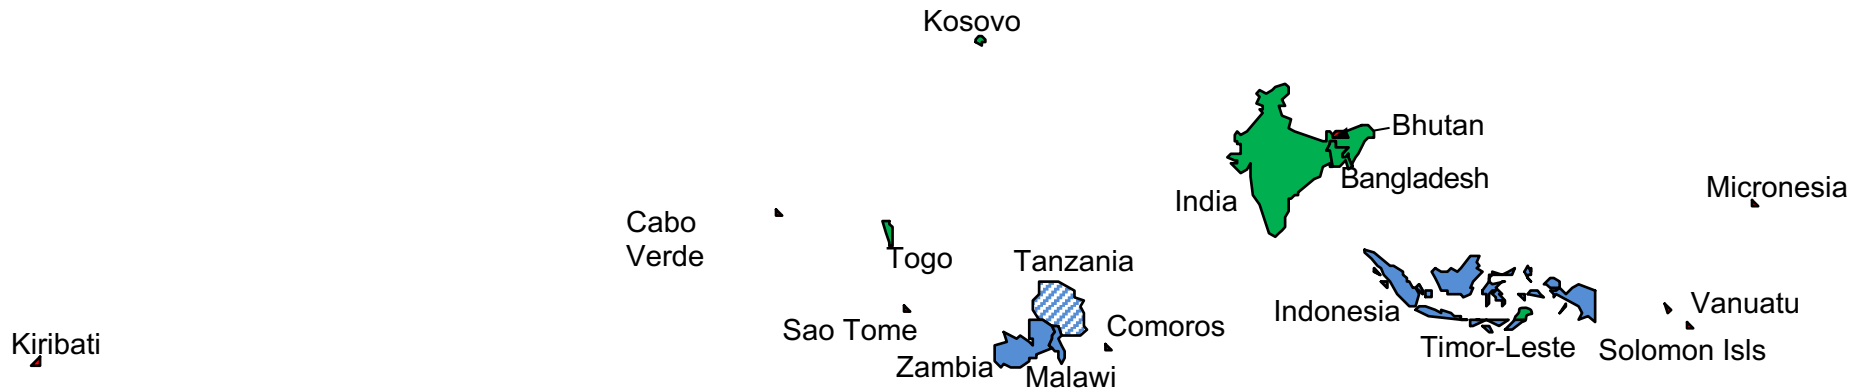 Kosovo
Bhutan
Bangladesh
India
Micronesia
Cabo
Verde
Togo
Tanzania
Indonesia
Vanuatu
Sao Tome
Comoros
Kiribati
Timor-Leste
Solomon Isls
Zambia
Malawi